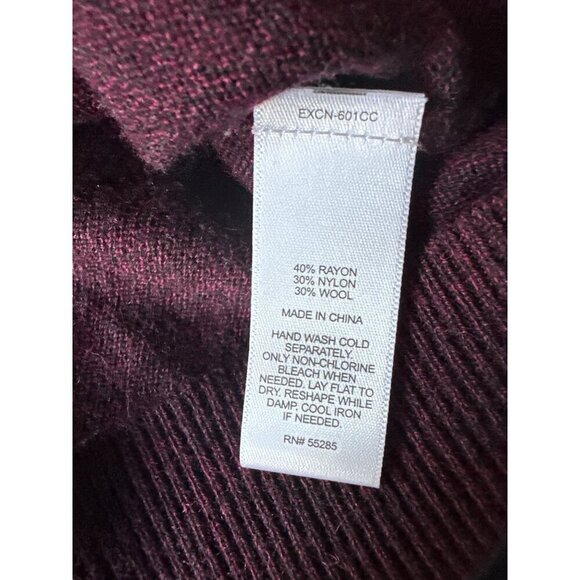 EXCN-601CC
40% RAYON
30% NYLON
30% WOOL
MADE IN CHINA
HAND WASH COLD
SEPARATELY.
ONLY NON-CHLORINE
BLEACH WHEN
NEEDED. LAY FLAT TO
DRY. RESHAPE WHILE
DAMP. COOL IRON
IF NEEDED.
RN# 55285